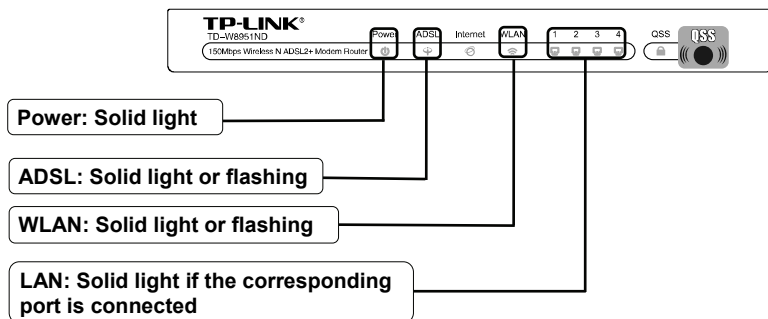 TP-LINK®
TD-W8951ND
150Mbps Wireless N ADSL2+ Modem Router
Power ADSL Internet WLAN 1 2 3 4 QSS QSS
Power: Solid light
ADSL: Solid light or flashing
WLAN: Solid light or flashing
LAN: Solid light if the corresponding
port is connected